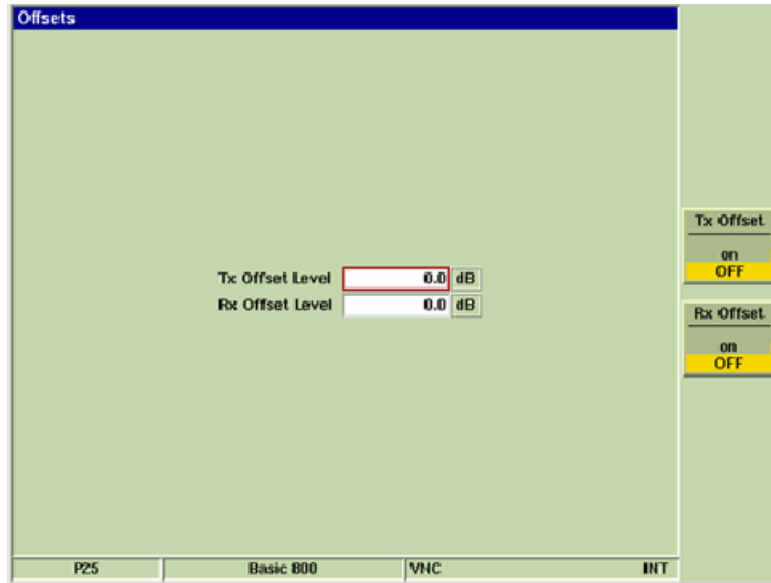 Offsets
Tx Offset Level 0.0 dB
Rx Offset Level 0.0 dB
Tx Offset
on
OFF
Rx Offset
on
OFF
P25 Basic 800 VNC INT